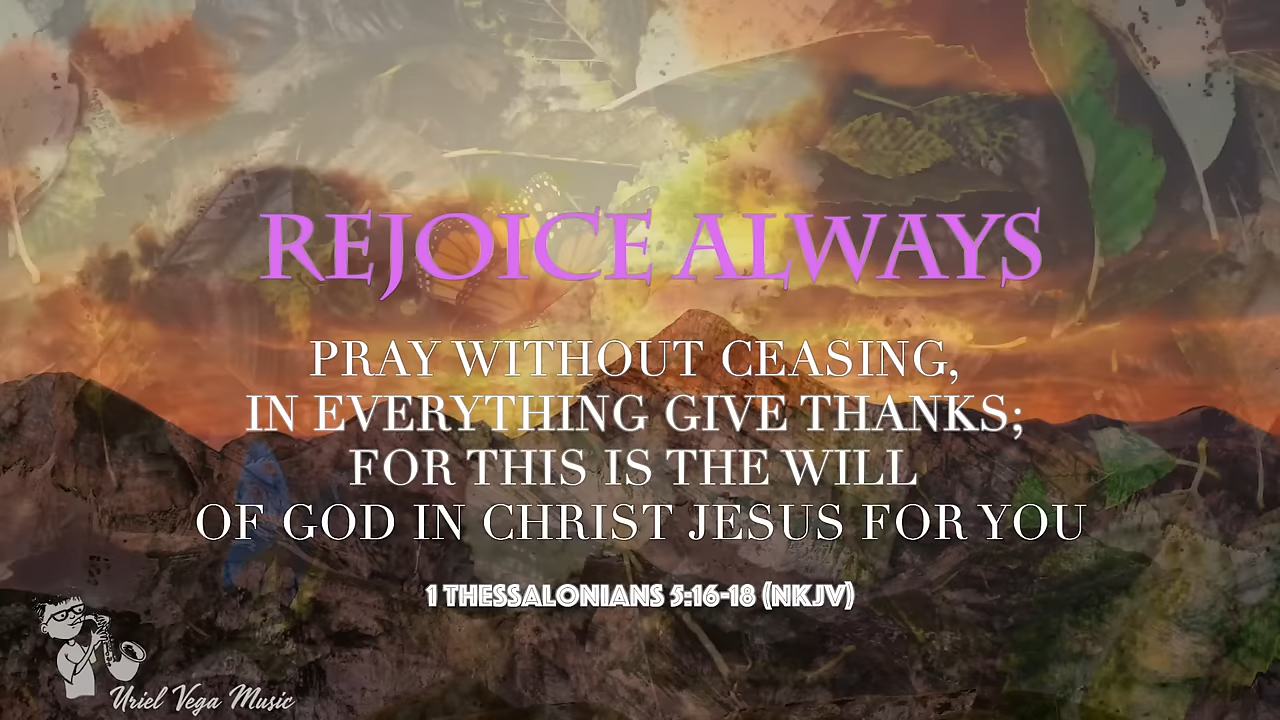 REJOICE ALWAYS
PRAY WITHOUT CEASING,
IN EVERYTHING GIVE THANKS;
FOR THIS IS THE WILL
OF GOD IN CHRIST JESUS FOR YOU
1 THESSALONIANS 5:16-18 (NKJV)
Uriel Vega Music